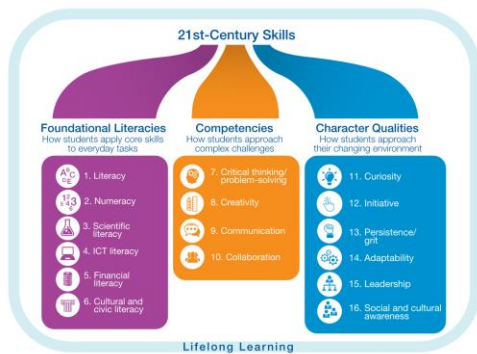 21st-Century Skills
Foundational Literacies
How students apply core skills
to everyday tasks
1. Literacy
2. Numeracy
3. Scientific
literacy
4. ICT literacy
5. Financial
literacy
6. Cultural and
civic literacy
Competencies
How students approach
complex challenges
7. Critical thinking/
problem-solving
8. Creativity
9. Communication
10. Collaboration
Character Qualities
How students approach
their changing environment
11. Curiosity
12. Initiative
13. Persistence/
grit
14. Adaptability
15. Leadership
16. Social and cultural
awareness
Lifelong Learning